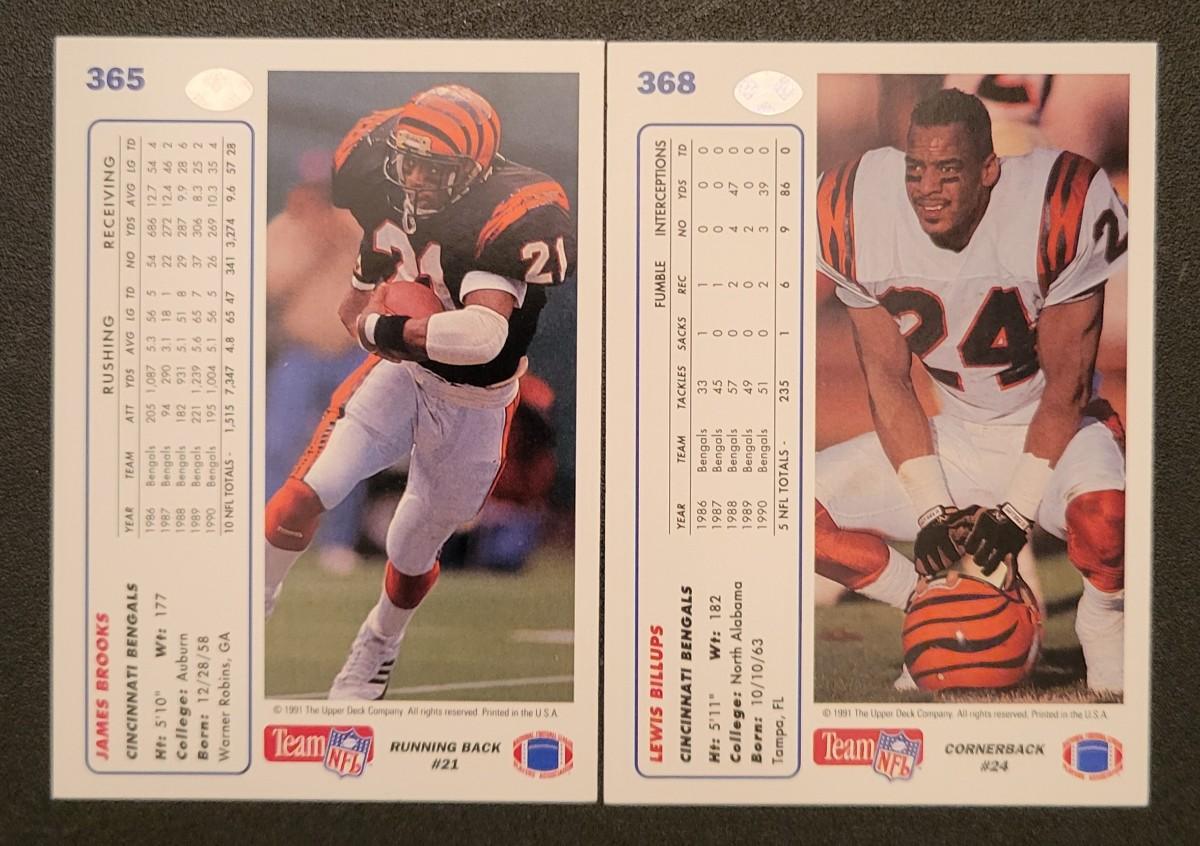 365
JAMES BROOKS
CINCINNATI BENGALS
Ht: 5'10" Wt: 177
College: Auburn
Born: 12/28/58
Warner Robins, GA
RUSHING RECEIVING
YEAR TEAM ATT YDS AVG LG TD NO YDS AVG LG TD
1986 Bengals 205 1,087 5.3 56 5 54 686 12.7 54 4
1987 Bengals 94 290 3.1 18 1 22 272 12.4 46 2
1988 Bengals 182 931 5.1 51 8 29 287 9.9 28 6
1989 Bengals 221 1,239 5.6 65 7 37 306 8.3 25 2
1990 Bengals 195 1,004 5.1 56 5 26 269 10.3 35 4
10 NFL TOTALS - 1,515 7,347 4.8 65 47 341 3,274 9.6 57 28
21
21
© 1991 The Upper Deck Company. All rights reserved. Printed in the U.S.A.
Team NFL
RUNNING BACK
#21
NATIONAL FOOTBALL LEAGUE
PLAYERS ASSOCIATION
368
LEWIS BILLUPS
CINCINNATI BENGALS
Ht: 5'11" Wt: 182
College: North Alabama
Born: 10/10/63
Tampa, FL
FUMBLE INTERCEPTIONS
YEAR TEAM TACKLES SACKS REC NO YDS TD
1986 Bengals 33 1 1 0 0 0
1987 Bengals 45 0 1 0 0 0
1988 Bengals 57 0 2 4 47 0
1989 Bengals 49 0 0 2 0 0
1990 Bengals 51 0 2 3 39 0
5 NFL TOTALS - 235 1 6 9 86 0
24
2
© 1991 The Upper Deck Company. All rights reserved. Printed in the U.S.A.
Team NFL
CORNERBACK
#24